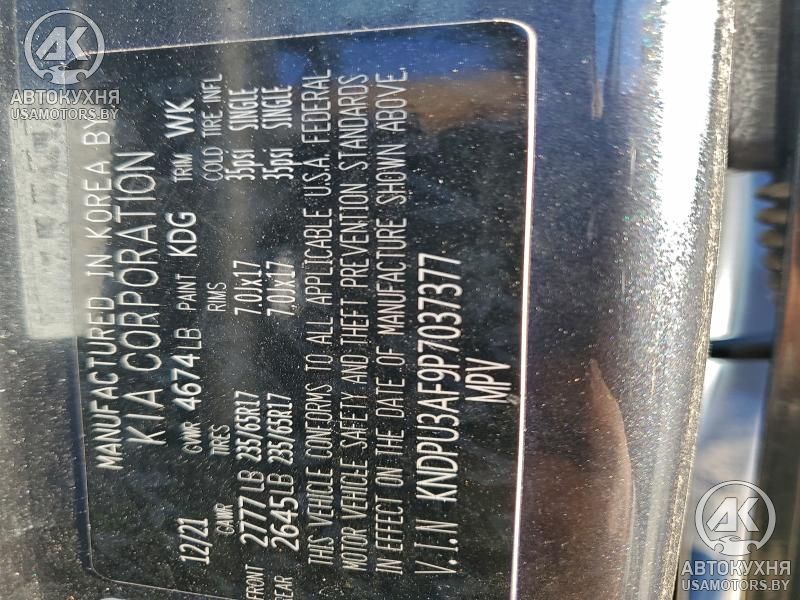 MANUFACTURED IN KOREA BY
KIA CORPORATION
12/21 GVWR 4674LB PAINT KDG TRIM WK
GAWR TIRES RIMS COLD TIRE INFL
FRONT 2777LB 235/65R17 7.0Jx17 35psi SINGLE
REAR 2645LB 235/65R17 7.0Jx17 35psi SINGLE
THIS VEHICLE CONFORMS TO ALL APPLICABLE U.S.A. FEDERAL
MOTOR VEHICLE SAFETY AND THEFT PREVENTION STANDARDS
IN EFFECT ON THE DATE OF MANUFACTURE SHOWN ABOVE.
V.I.N KNDPU3AF9P7037377
MPV
АК
АВТОКУХНЯ
USAMOTORS.BY
АК
АВТОКУХНЯ
USAMOTORS.BY